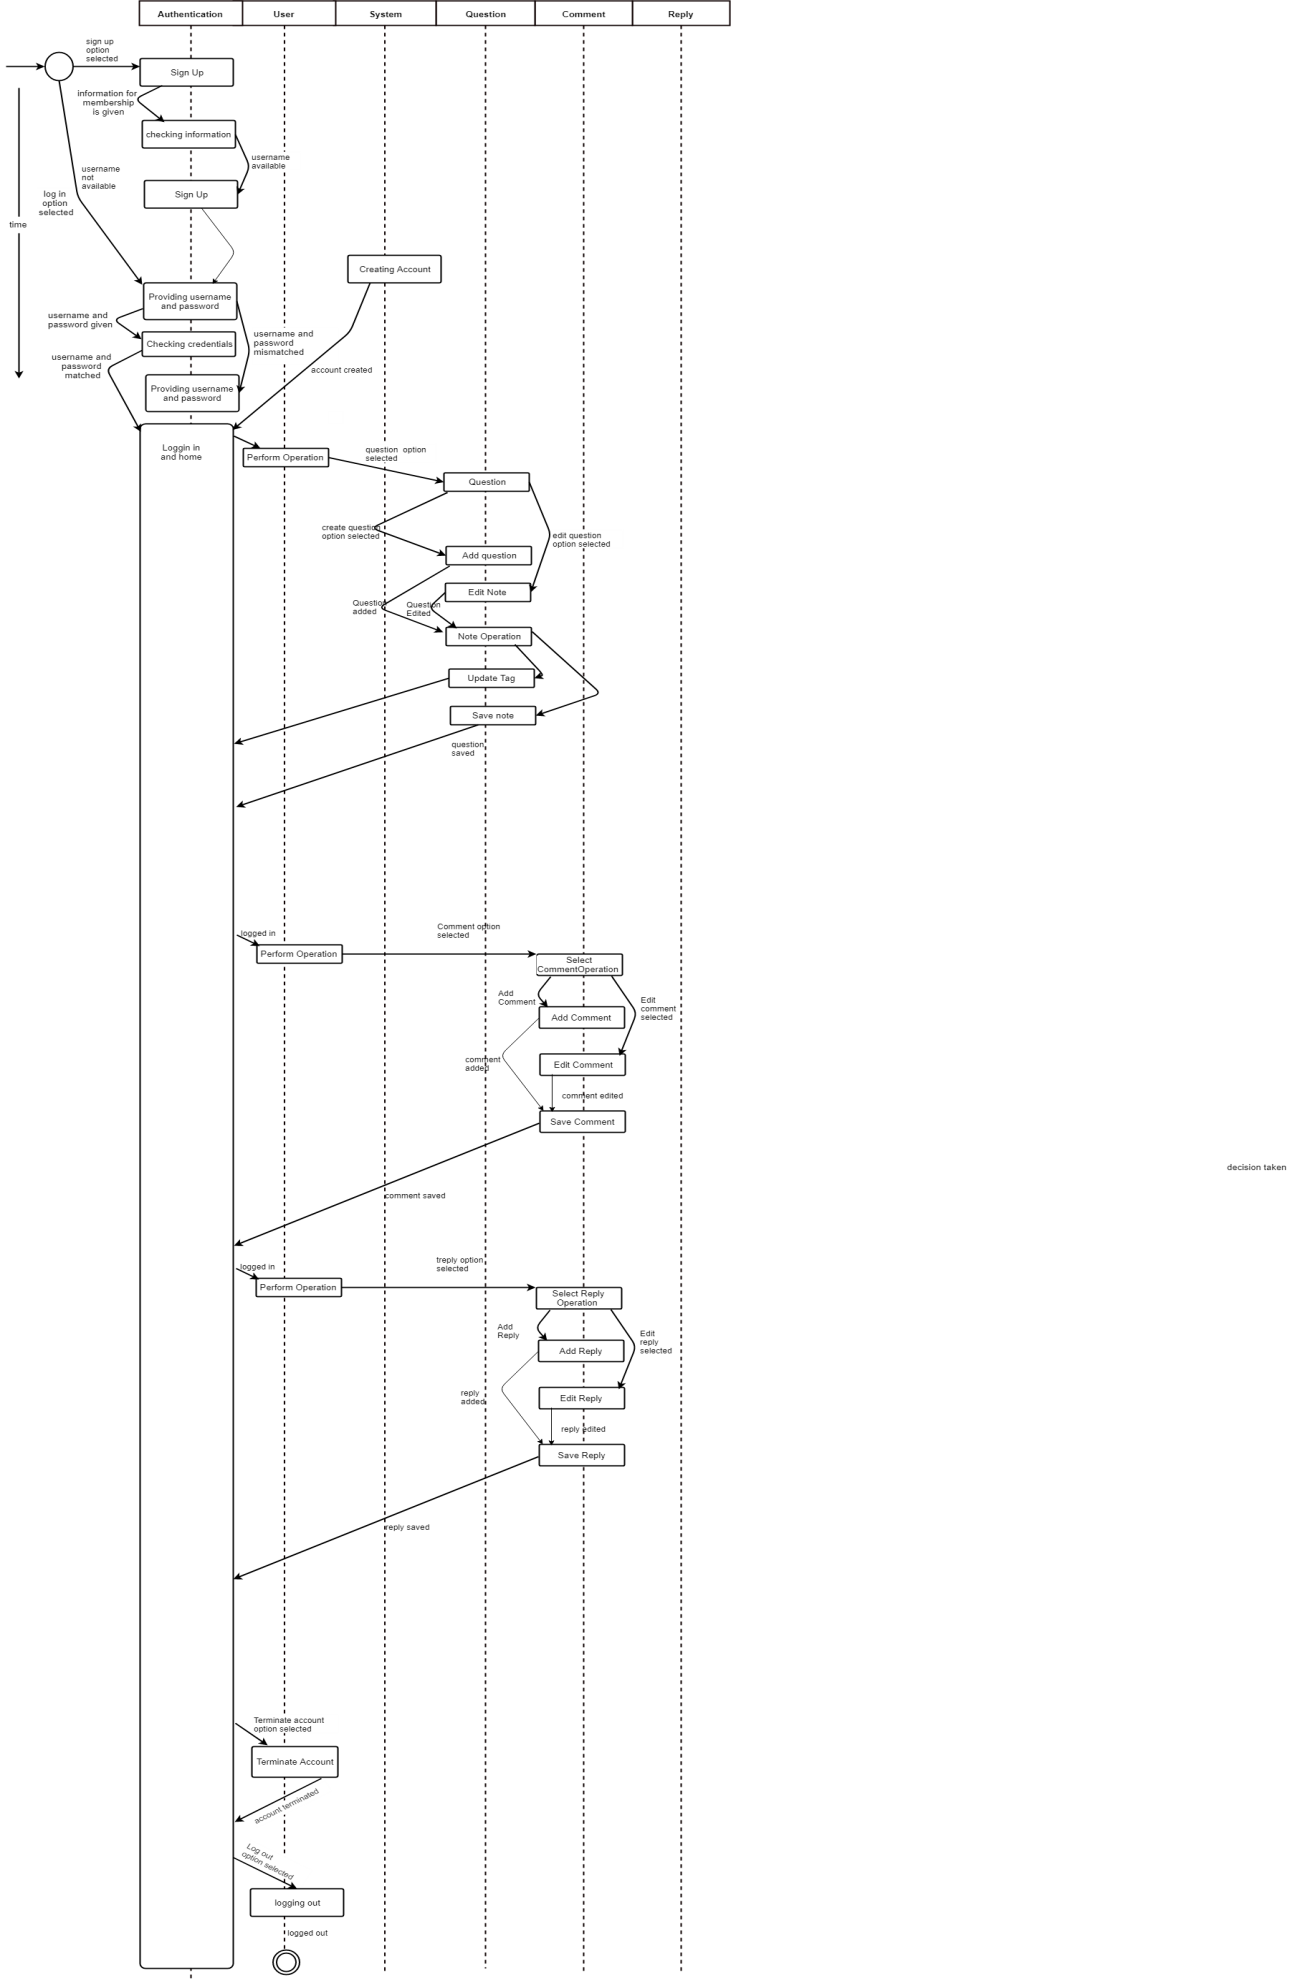 Authentication
User
System
Question
Comment
Reply
sign up
option
selected
Sign Up
information for
membership
is given
checking information
username
available
username
not
available
log in
option
selected
Sign Up
time
Creating Account
Providing username
and password
username and
password given
username and
password
mismatched
Checking credentials
username and
password
matched
account created
Providing username
and password
Loggin in
and home
Perform Operation
question option
selected
Question
create question
option selected
edit question
option selected
Add question
Edit Note
Question
added
Question
Edited
Note Operation
Update Tag
Save note
question
saved
logged in
Perform Operation
Comment option
selected
Select
CommentOperation
Add
Comment
Edit
comment
selected
Add Comment
comment
added
Edit Comment
comment edited
Save Comment
decision taken
comment saved
logged in
Perform Operation
treply option
selected
Select Reply
Operation
Add
Reply
Edit
reply
selected
Add Reply
reply
added
Edit Reply
reply edited
Save Reply
reply saved
Terminate account
option selected
Terminate Account
account terminated
Log out
option selected
logging out
logged out